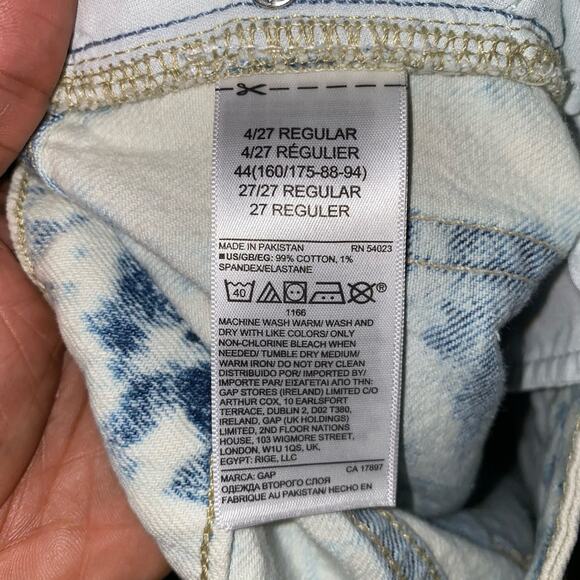 4/27 REGULAR
4/27 RÉGULIER
44(160/175-88-94)
27/27 REGULAR
27 REGULER
MADE IN PAKISTAN RN 54023
■US/GB/EG: 99% COTTON, 1%
SPANDEX/ELASTANE
40 ®
1166
MACHINE WASH WARM/ WASH AND
DRY WITH LIKE COLORS/ ONLY
NON-CHLORINE BLEACH WHEN
NEEDED/ TUMBLE DRY MEDIUM/
WARM IRON/ DO NOT DRY CLEAN
DISTRIBUIDO POR/ IMPORTED BY/
IMPORTE PAR/ ΕΙΣΑΓΕΤΑΙ ΑΠΟ ΤΗΝ:
GAP STORES (IRELAND) LIMITED C/O
ARTHUR COX, 10 EARLSFORT
TERRACE, DUBLIN 2, D02 T380,
IRELAND, GAP (UK HOLDINGS)
LIMITED, 2ND FLOOR NATIONS
HOUSE, 103 WIGMORE STREET,
LONDON, W1U 1QS, UK,
EGYPT: RIGE, LLC
MARCA: GAP CA 17897
ОДЕЖДА ВТОРОГО СЛОЯ
FABRIQUE AU PAKISTAN/ HECHO EN